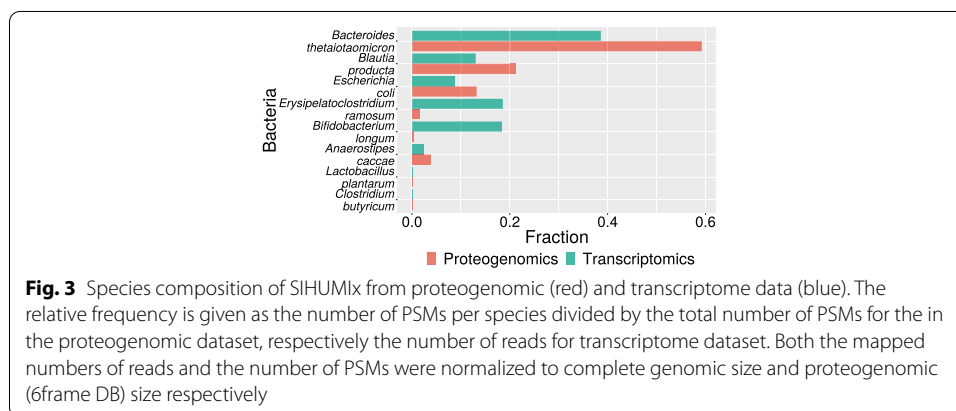 Bacteria
Bacteroides
thetaiotaomicron
Blautia
producta
Escherichia
coli
Erysipelatoclostridium
ramosum
Bifidobacterium
longum
Anaerostipes
caccae
Lactobacillus
plantarum
Clostridium
butyricum
0.0 0.2 0.4 0.6
Fraction
Proteogenomics Transcriptomics
Fig. 3 Species composition of SIHUMIx from proteogenomic (red) and transcriptome data (blue). The
relative frequency is given as the number of PSMs per species divided by the total number of PSMs for the in
the proteogenomic dataset, respectively the number of reads for transcriptome dataset. Both the mapped
numbers of reads and the number of PSMs were normalized to complete genomic size and proteogenomic
(6frame DB) size respectively